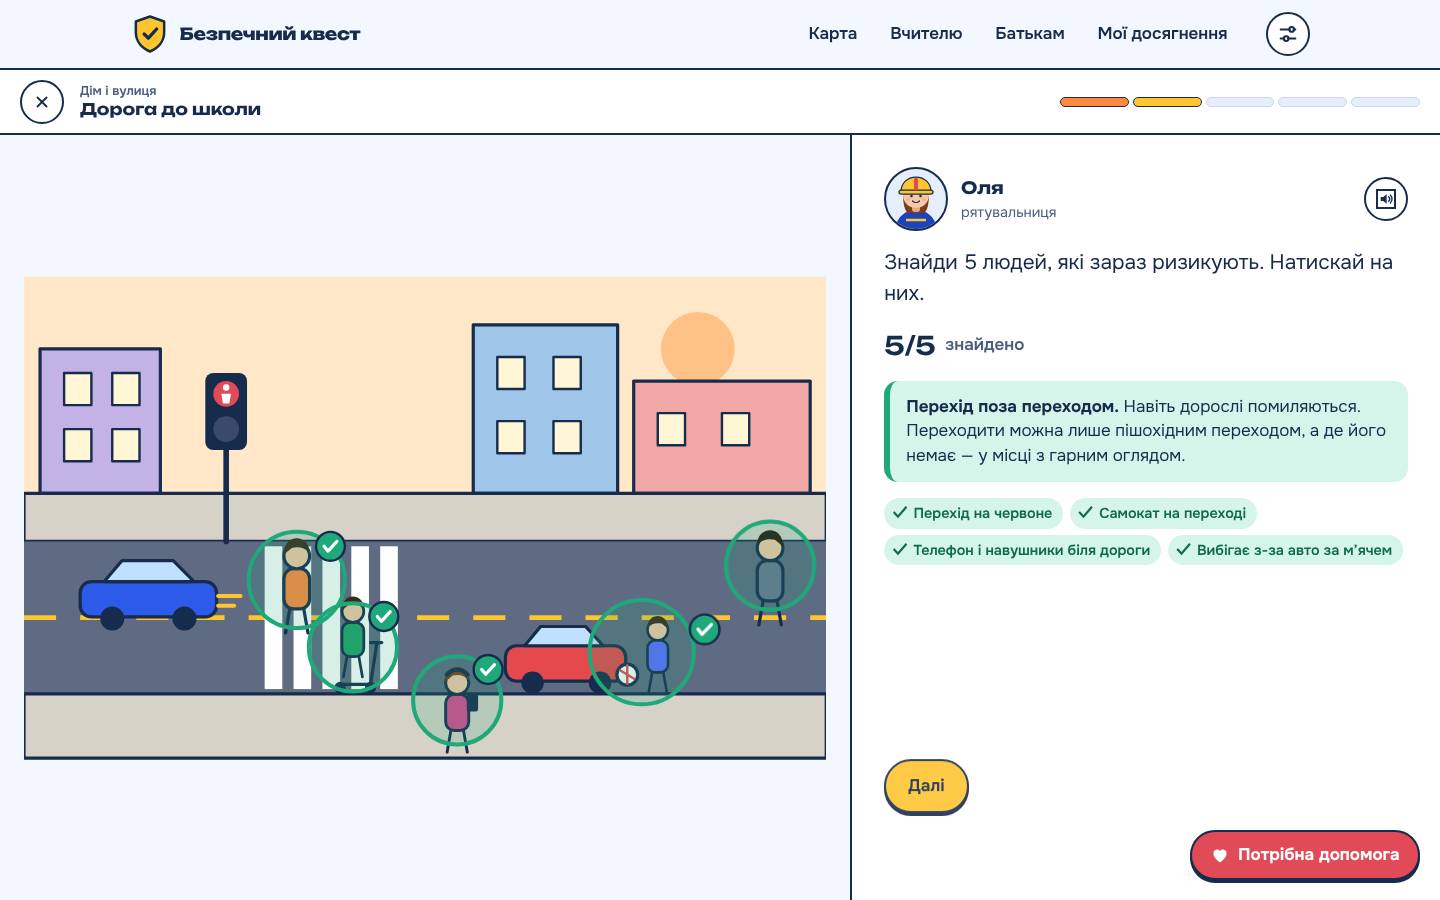 Безпечний квест
Карта
Вчителю
Батькам
Мої досягнення
Дім і вулиця
Дорога до школи
Оля
рятувальниця
Знайди 5 людей, які зараз ризикують. Натискай на
них.
5/5 знайдено
Перехід поза переходом. Навіть дорослі помиляються.
Переходити можна лише пішохідним переходом, а де його
немає — у місці з гарним оглядом.
Перехід на червоне
Самокат на переході
Телефон і навушники біля дороги
Вибігає з-за авто за м’ячем
Далі
Потрібна допомога